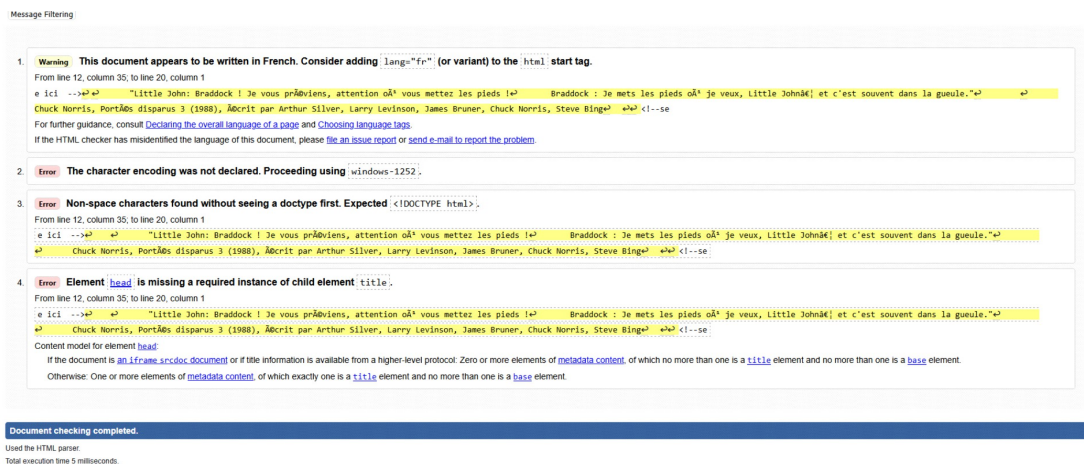 Message Filtering
1. Warning This document appears to be written in French. Consider adding lang="fr" (or variant) to the html start tag.
From line 12, column 35; to line 20, column 1
e ici -->↩ ↩ "Little John: Braddock ! Je vous prÃ©viens, attention oÃ¹ vous mettez les pieds !↩ Braddock : Je mets les pieds oÃ¹ je veux, Little Johnâ€¦ et c'est souvent dans la gueule."↩ ↩
Chuck Norris, PortÃ©s disparus 3 (1988), Ã©crit par Arthur Silver, Larry Levinson, James Bruner, Chuck Norris, Steve Bing↩ ↩↩ <!--se
For further guidance, consult Declaring the overall language of a page and Choosing language tags.
If the HTML checker has misidentified the language of this document, please file an issue report or send e-mail to report the problem.
2. Error The character encoding was not declared. Proceeding using windows-1252.
3. Error Non-space characters found without seeing a doctype first. Expected <!DOCTYPE html>.
From line 12, column 35; to line 20, column 1
e ici -->↩ ↩ "Little John: Braddock ! Je vous prÃ©viens, attention oÃ¹ vous mettez les pieds !↩ Braddock : Je mets les pieds oÃ¹ je veux, Little Johnâ€¦ et c'est souvent dans la gueule."↩
↩ Chuck Norris, PortÃ©s disparus 3 (1988), Ã©crit par Arthur Silver, Larry Levinson, James Bruner, Chuck Norris, Steve Bing↩ ↩↩ <!--se
4. Error Element head is missing a required instance of child element title.
From line 12, column 35; to line 20, column 1
e ici -->↩ ↩ "Little John: Braddock ! Je vous prÃ©viens, attention oÃ¹ vous mettez les pieds !↩ Braddock : Je mets les pieds oÃ¹ je veux, Little Johnâ€¦ et c'est souvent dans la gueule."↩
↩ Chuck Norris, PortÃ©s disparus 3 (1988), Ã©crit par Arthur Silver, Larry Levinson, James Bruner, Chuck Norris, Steve Bing↩ ↩↩ <!--se
Content model for element head:
If the document is an iframe srcdoc document or if title information is available from a higher-level protocol: Zero or more elements of metadata content, of which no more than one is a title element and no more than one is a base element.
Otherwise: One or more elements of metadata content, of which exactly one is a title element and no more than one is a base element.
Document checking completed.
Used the HTML parser.
Total execution time 5 milliseconds.